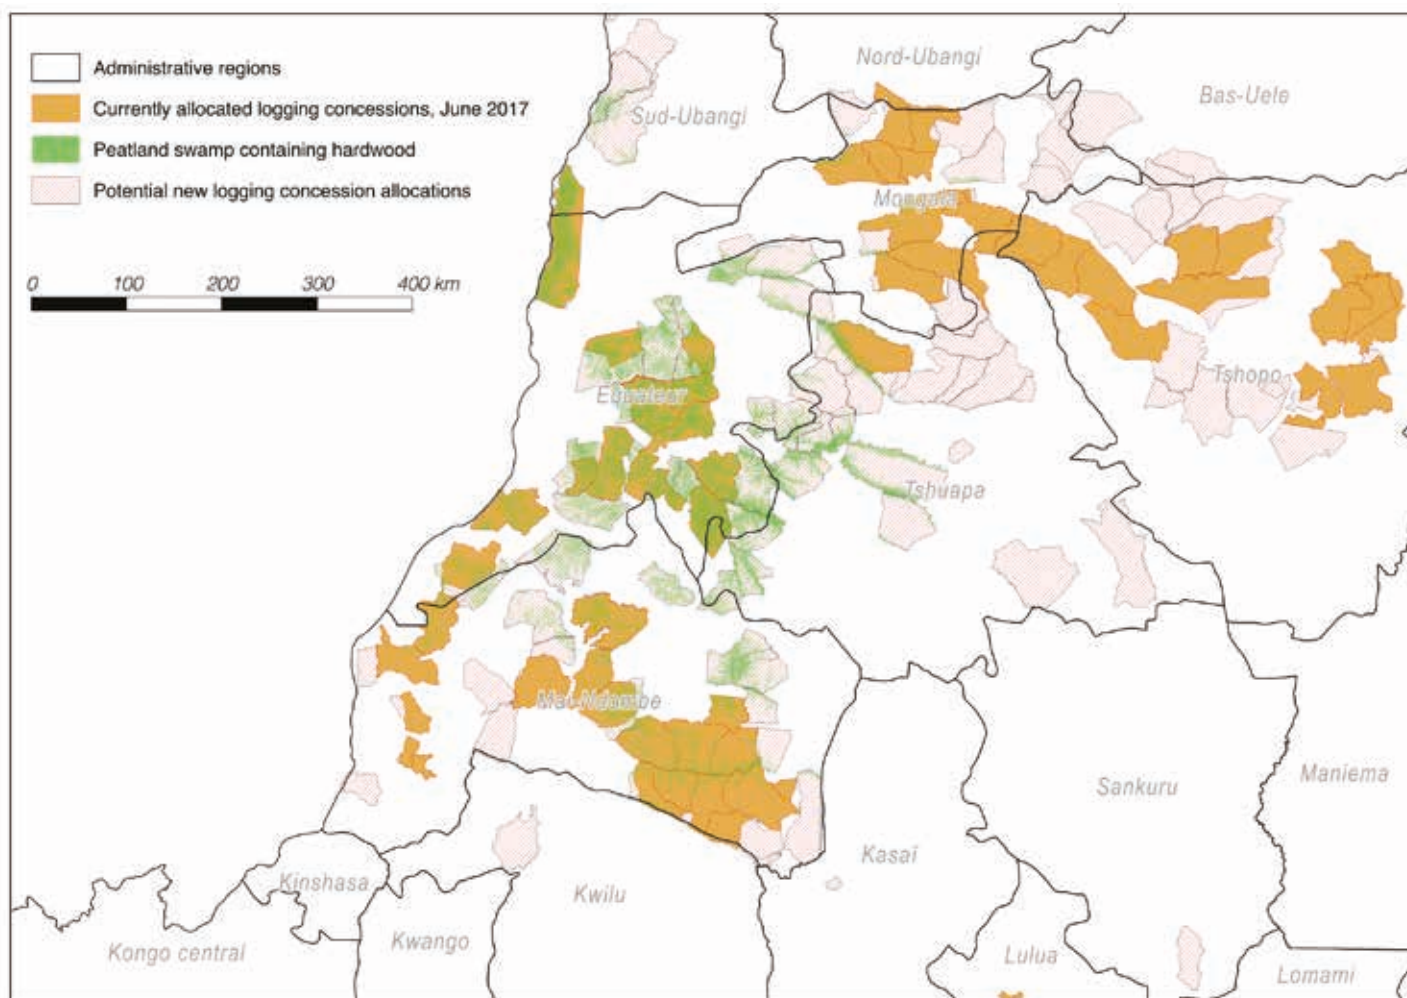 Administrative regions
Currently allocated logging concessions, June 2017
Peatland swamp containing hardwood
Potential new logging concession allocations
0 100 200 300 400 km
Nord-Ubangi
Bas-Uele
Sud-Ubangi
Mongala
Tshopo
Equateur
Tshuapa
Mai-Ndombe
Maniema
Sankuru
Kasaï
Kinshasa
Kwilu
Kwango
Kongo central
Lulua
Lomami